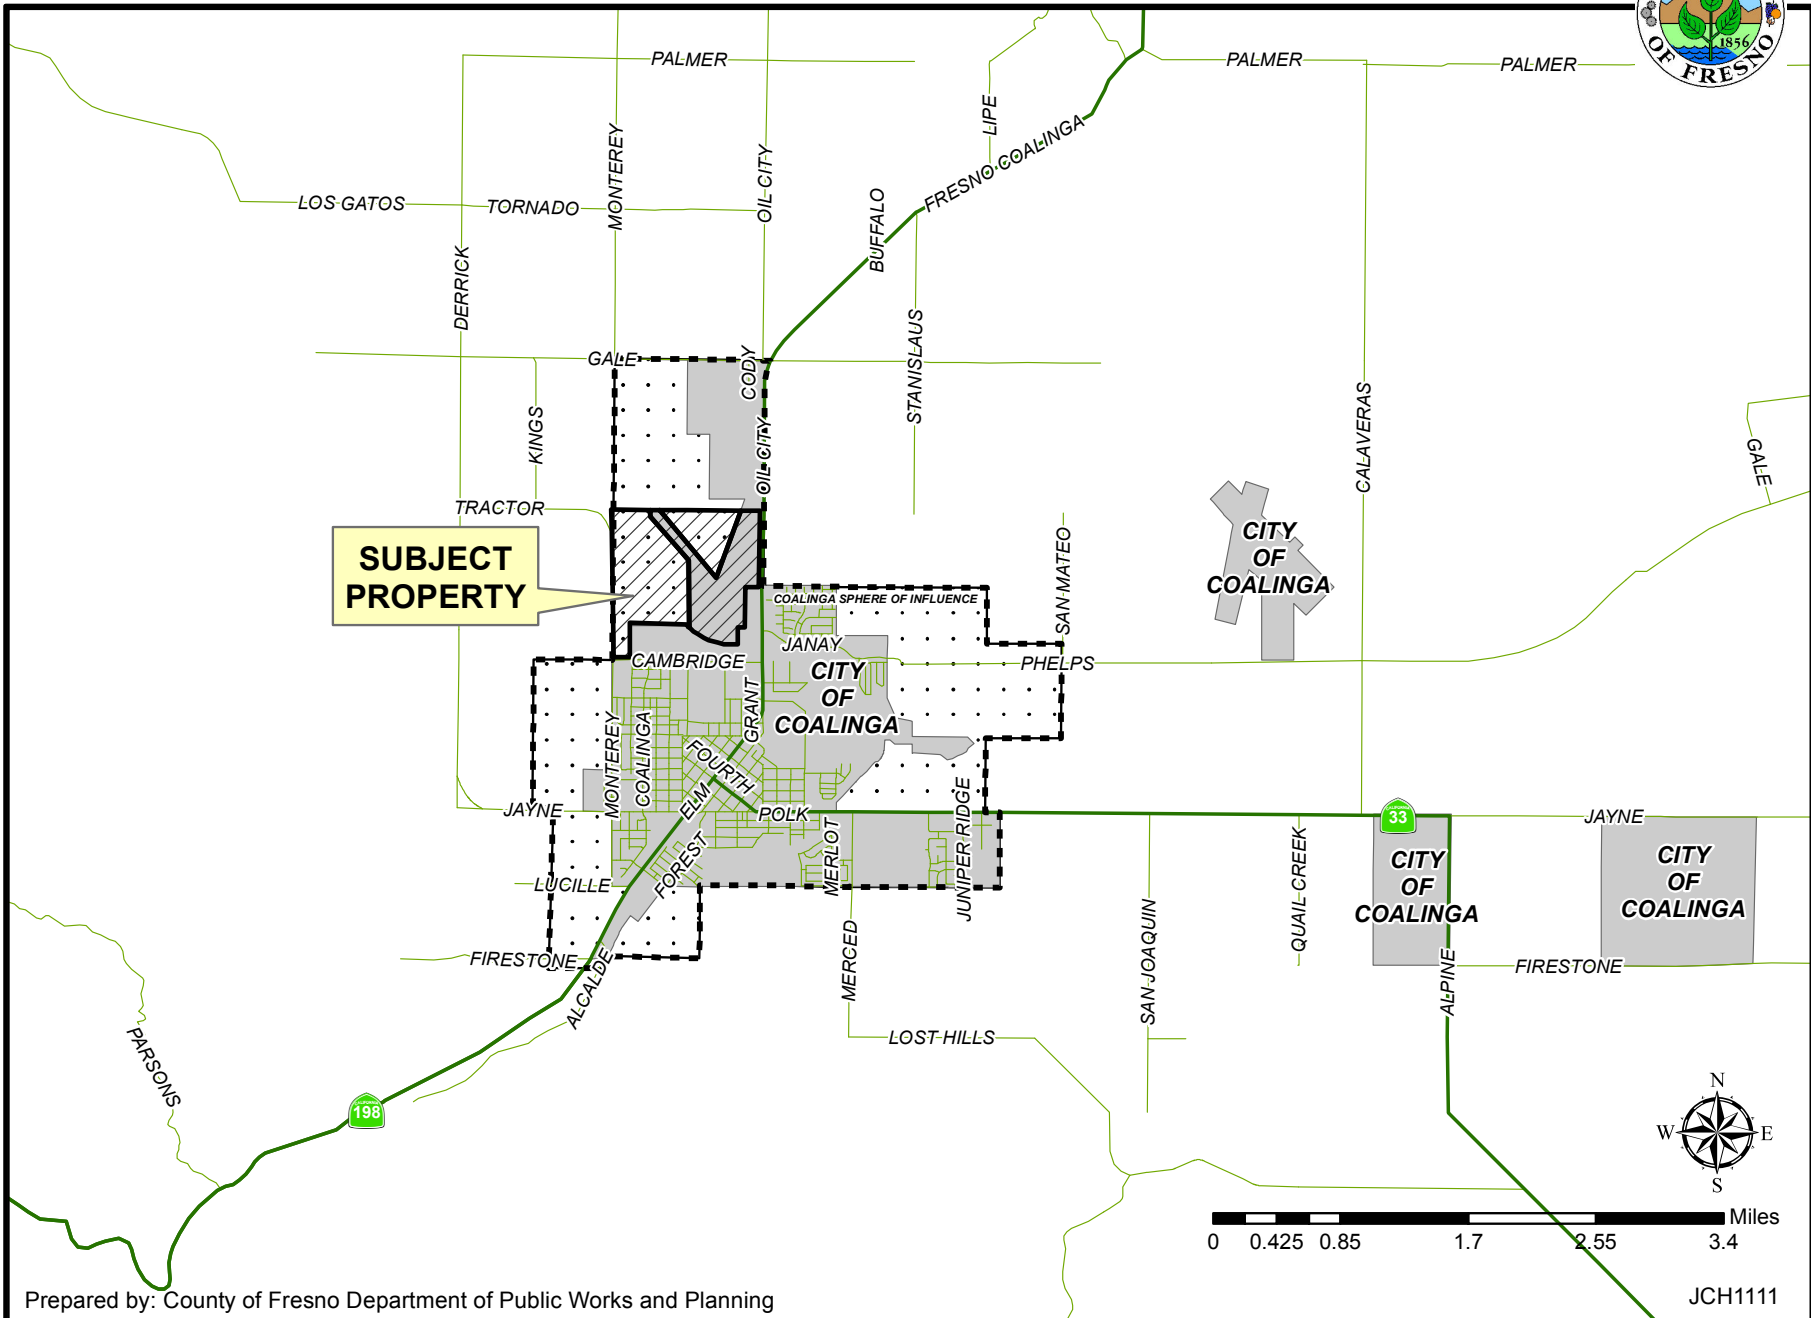 PALMER
PALMER
PALMER
1856
OF FRESNO
LIPE
MONTEREY
OIL CITY
FRESNO COALINGA
LOS GATOS
TORNADO
BUFFALO
DERRICK
STANISLAUS
GALE
CODY
KINGS
OIL CITY
CALAVERAS
GALE
TRACTOR
SUBJECT
PROPERTY
SAN MATEO
CITY
OF
COALINGA
COALINGA SPHERE OF INFLUENCE
JANAY
CAMBRIDGE
PHELPS
CITY
OF
COALINGA
GRANT
MONTEREY
COALINGA
FOURTH
ELM
JAYNE
POLK
JUNIPER RIDGE
MERLOT
FOREST
LUCILLE
CALIFORNIA
33
JAYNE
QUAIL CREEK
CITY
OF
COALINGA
CITY
OF
COALINGA
FIRESTONE
ALCALDE
MERCED
SAN JOAQUIN
ALPINE
FIRESTONE
LOST HILLS
PARSONS
CALIFORNIA
198
N
W E
S
Miles
0 0.425 0.85 1.7 2.55 3.4
Prepared by: County of Fresno Department of Public Works and Planning
JCH1111